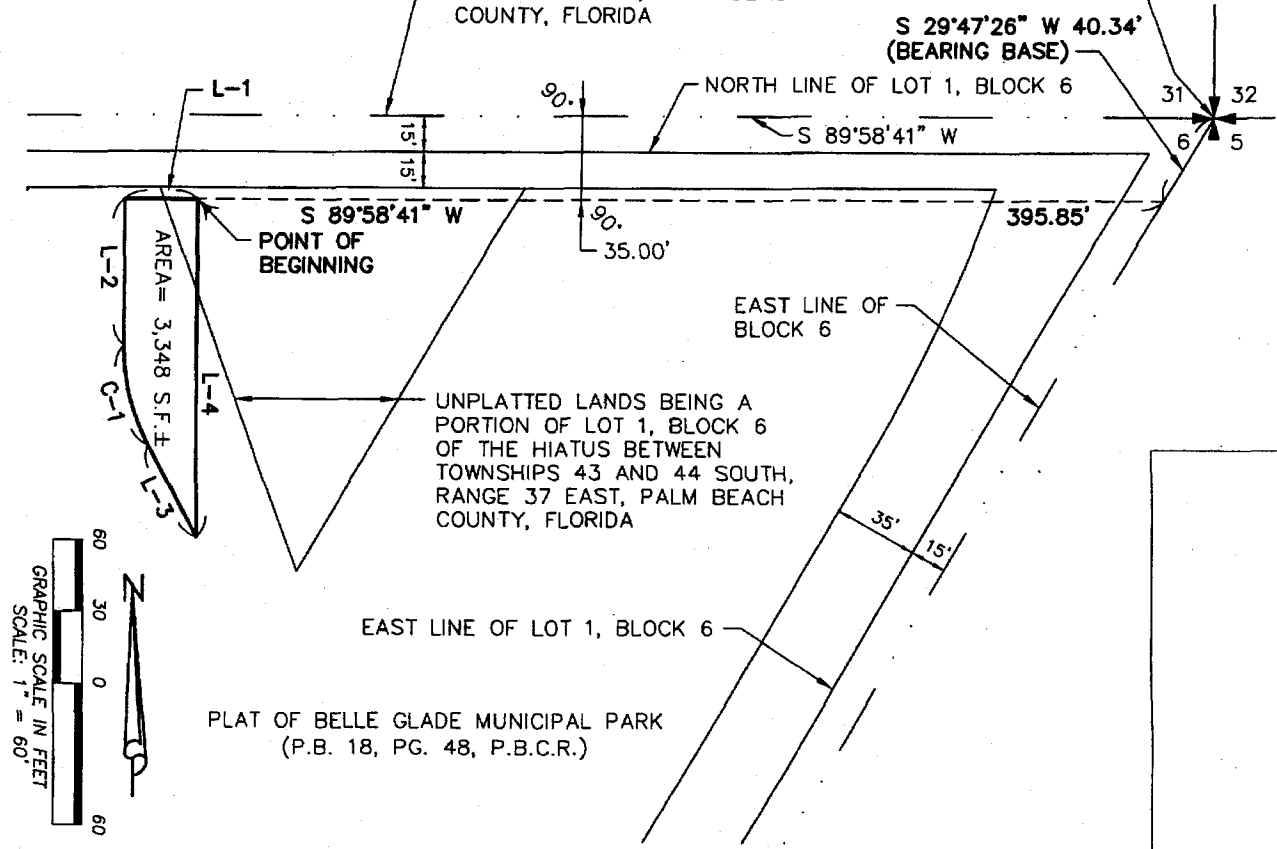 COUNTY, FLORIDA
S 29°47'26" W 40.34'
(BEARING BASE)
L-1
90°
NORTH LINE OF LOT 1, BLOCK 6
31
32
15'
S 89°58'41" W
6
5
15'
S 89°58'41" W
90°
395.85'
POINT OF
BEGINNING
35.00'
L-2
AREA= 3,348 S.F.±
L-4
EAST LINE OF
BLOCK 6
C-1
UNPLATTED LANDS BEING A
PORTION OF LOT 1, BLOCK 6
OF THE HIATUS BETWEEN
TOWNSHIPS 43 AND 44 SOUTH,
RANGE 37 EAST, PALM BEACH
COUNTY, FLORIDA
L-3
35'
15'
60
30
0
60
GRAPHIC SCALE IN FEET
SCALE: 1" = 60'
N
EAST LINE OF LOT 1, BLOCK 6
PLAT OF BELLE GLADE MUNICIPAL PARK
(P.B. 18, PG. 48, P.B.C.R.)